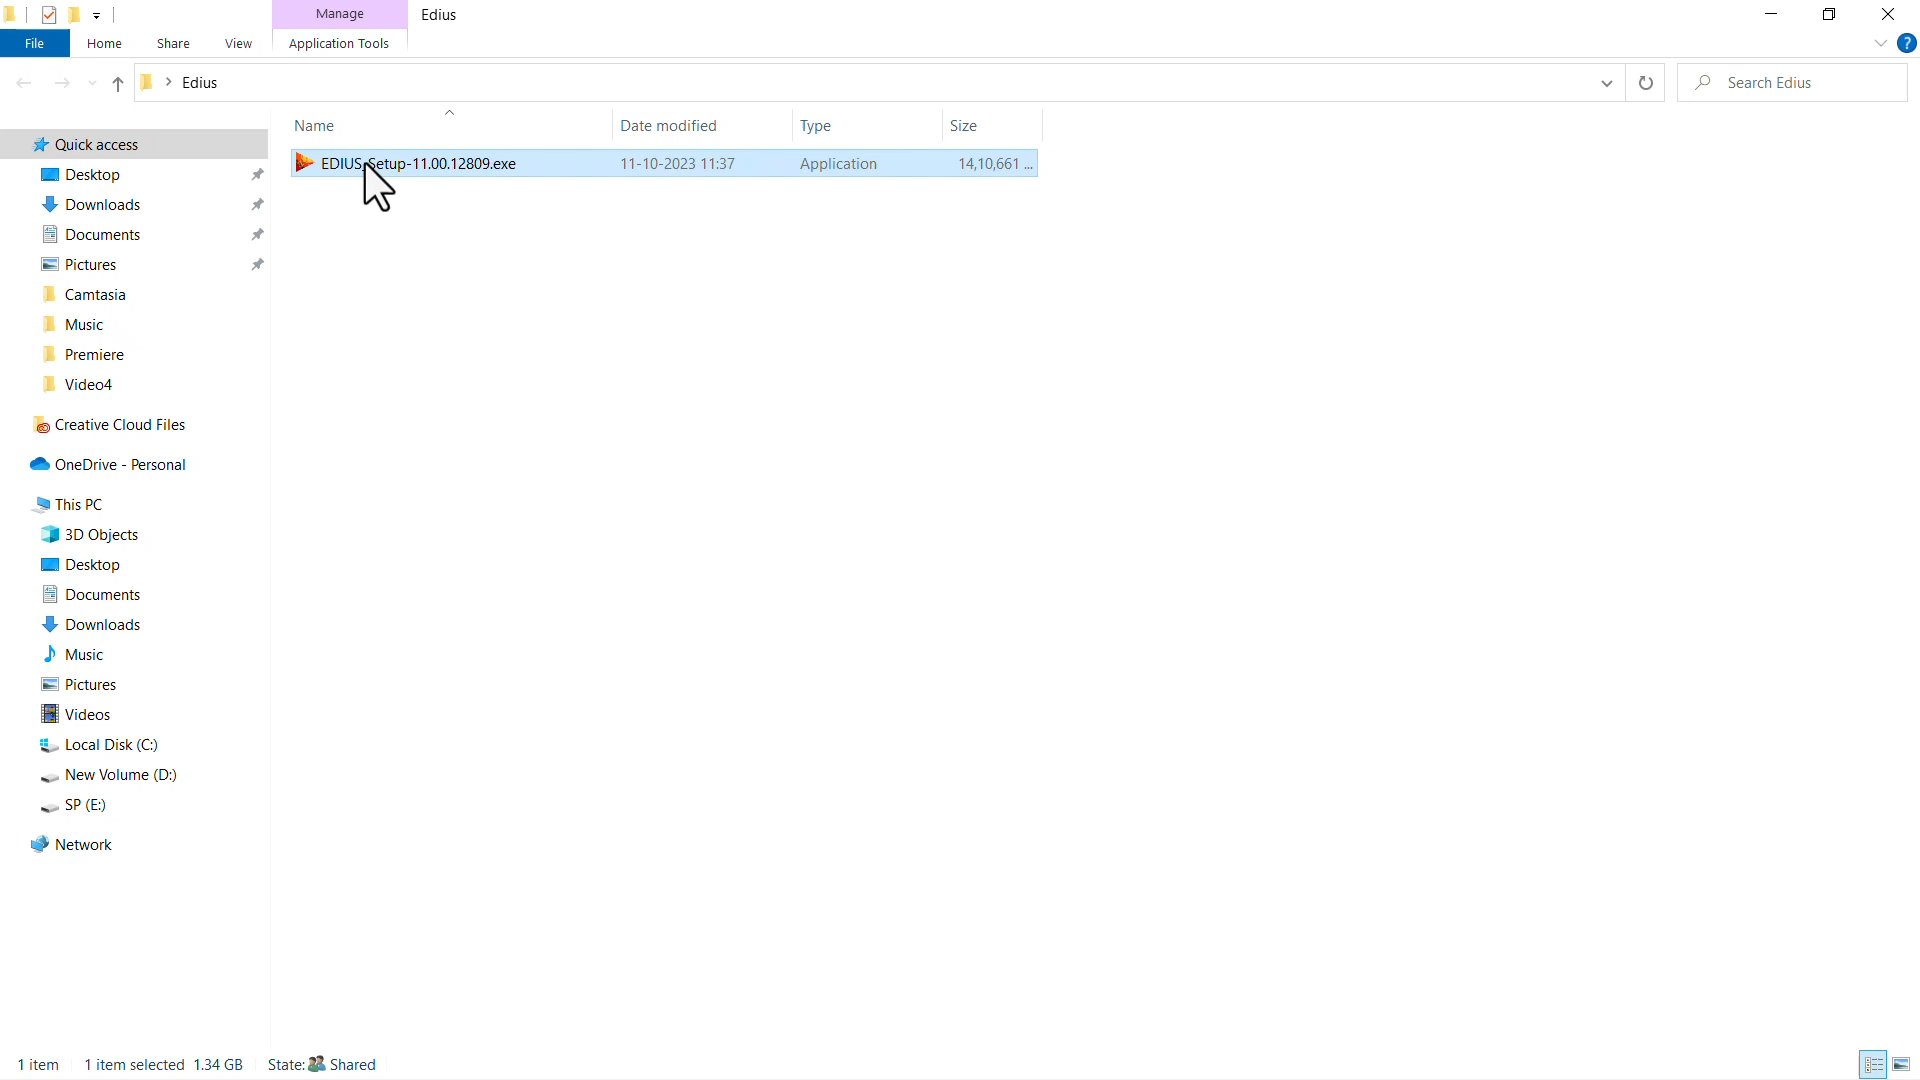 Manage
Edius
File
Home
Share
View
Application Tools
?
Edius
Search Edius
Name
Date modified
Type
Size
EDIUS_Setup-11.00.12809.exe
11-10-2023 11:37
Application
14,10,661 ...
Quick access
Desktop
Downloads
Documents
Pictures
Camtasia
Music
Premiere
Video4
Creative Cloud Files
OneDrive - Personal
This PC
3D Objects
Desktop
Documents
Downloads
Music
Pictures
Videos
Local Disk (C:)
New Volume (D:)
SP (E:)
Network
1 item
1 item selected 1.34 GB
State: Shared